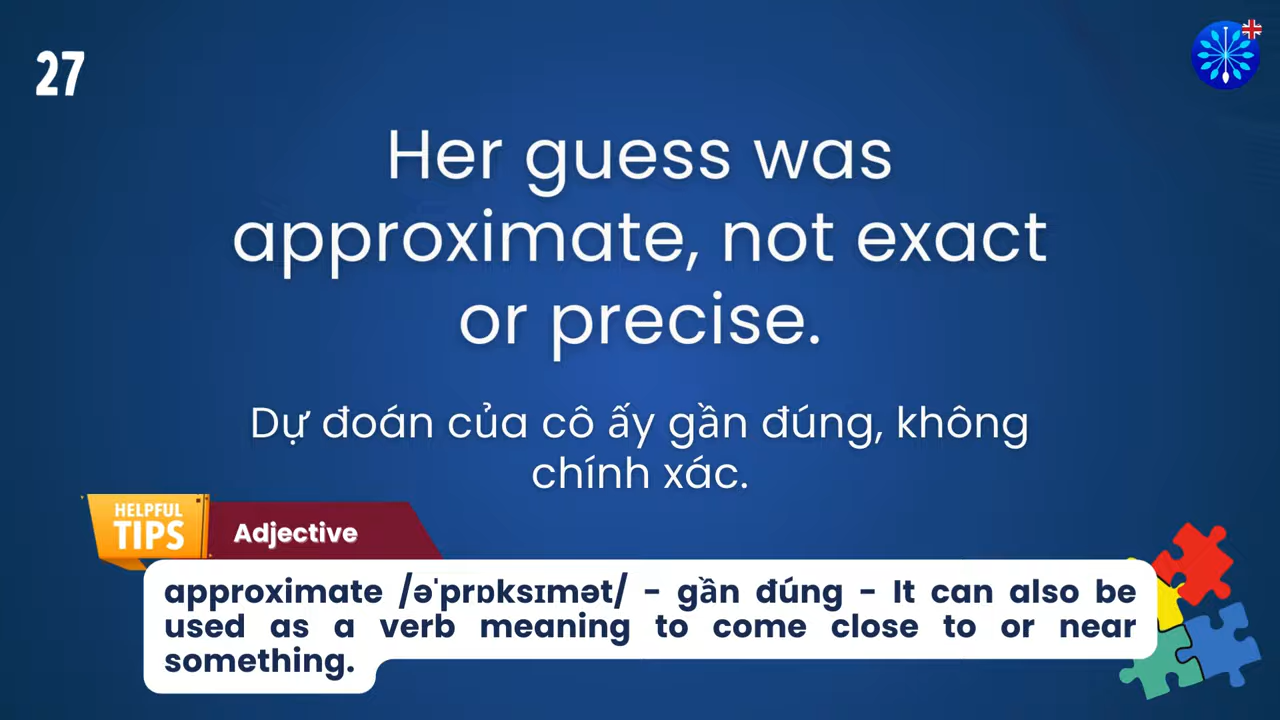 27
Her guess was
approximate, not exact
or precise.
Dự đoán của cô ấy gần đúng, không
chính xác.
HELPFUL
TIPS
Adjective
approximate /əˈprɒksɪmət/ - gần đúng - It can also be
used as a verb meaning to come close to or near
something.